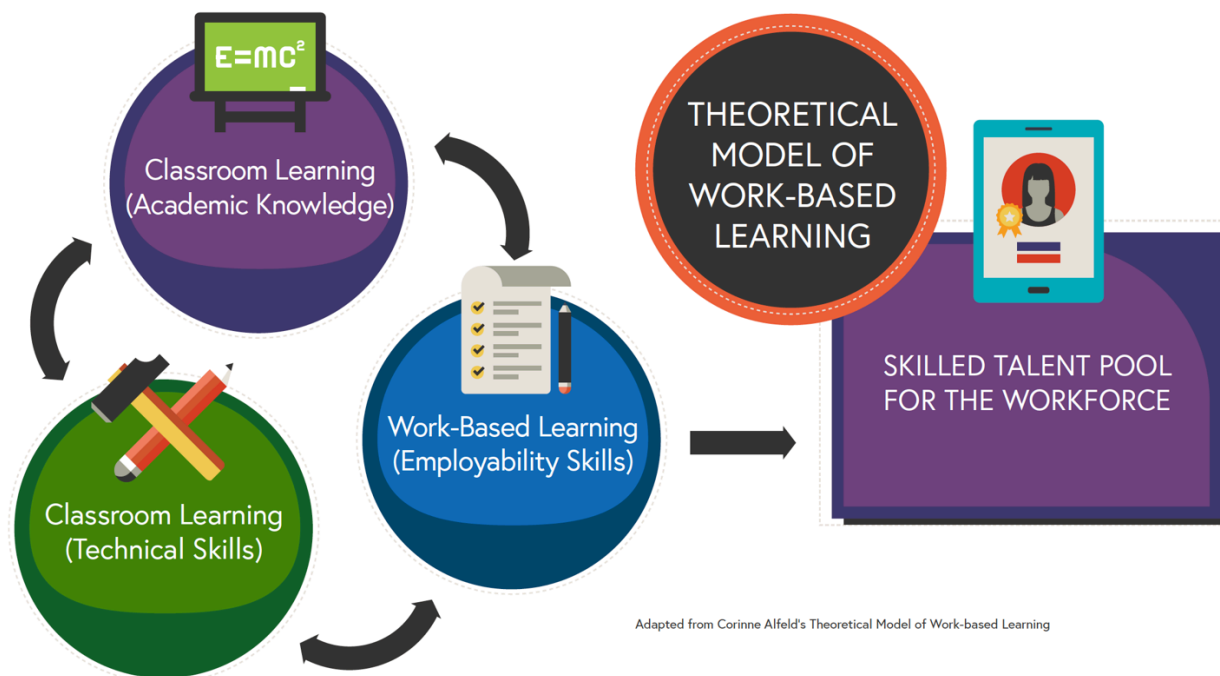 E=mc²
Classroom Learning
(Academic Knowledge)
THEORETICAL
MODEL OF
WORK-BASED
LEARNING
SKILLED TALENT POOL
FOR THE WORKFORCE
Work-Based Learning
(Employability Skills)
Classroom Learning
(Technical Skills)
Adapted from Corinne Alfeld's Theoretical Model of Work-based Learning